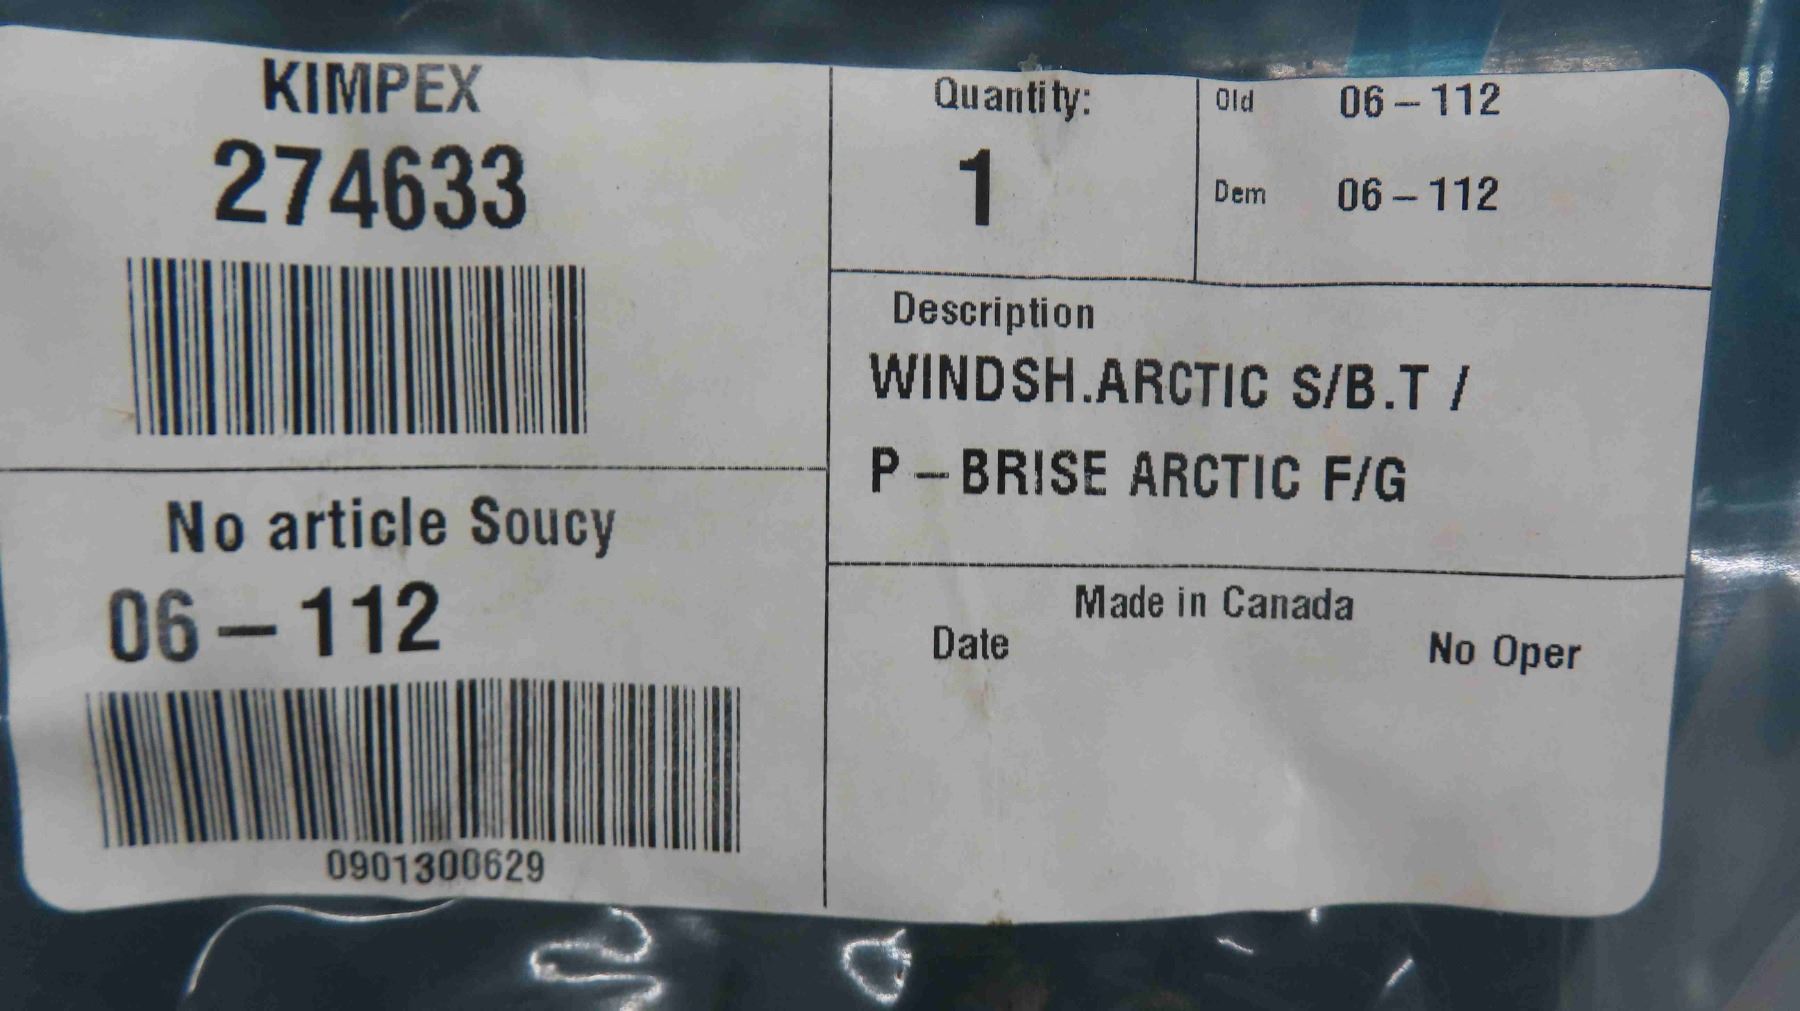 KIMPEX
274633
No article Soucy
06-112
0901300629
Quantity:
1
Old 06-112
Dem 06-112
Description
WINDSH.ARCTIC S/B.T /
P-BRISE ARCTIC F/G
Made in Canada
Date
No Oper